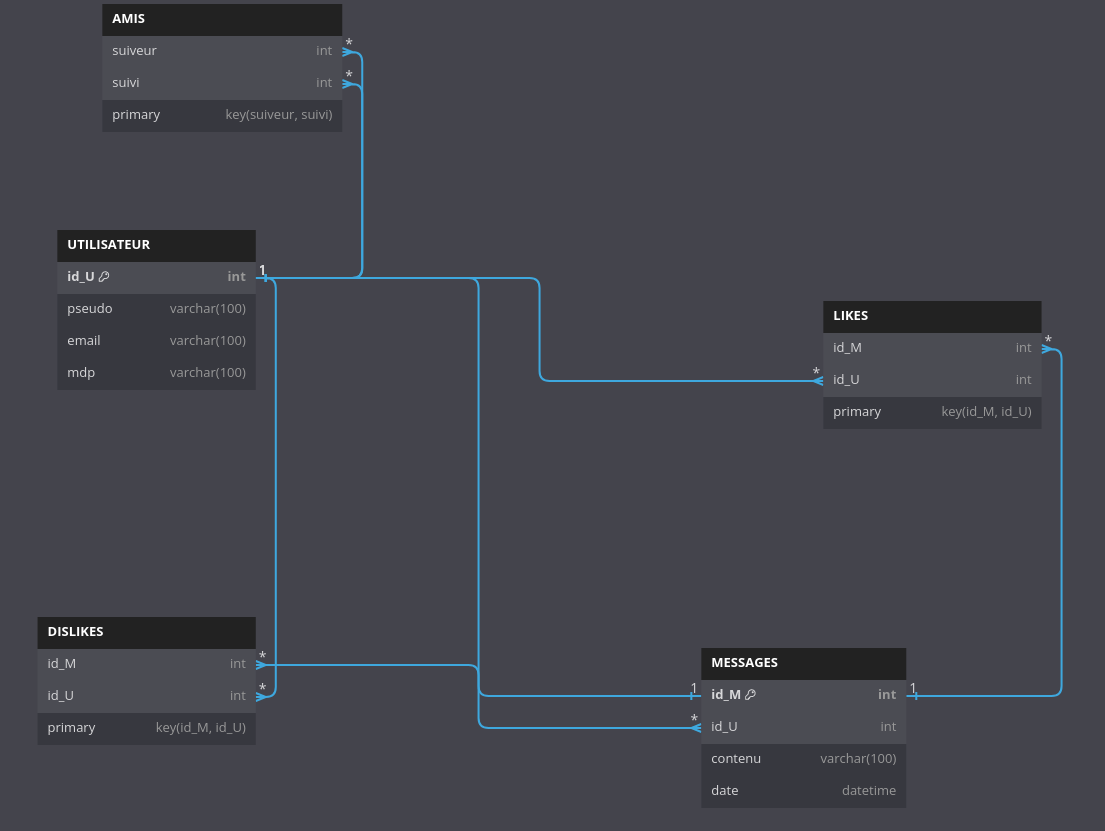 AMIS
*
suiveur int
*
suivi int
primary key(suiveur, suivi)
UTILISATEUR
id_U int 1
pseudo varchar(100)
email varchar(100)
mdp varchar(100)
LIKES
id_M int *
* id_U int
primary key(id_M, id_U)
DISLIKES
id_M int *
id_U int *
primary key(id_M, id_U)
MESSAGES
1 id_M int 1
* id_U int
contenu varchar(100)
date datetime